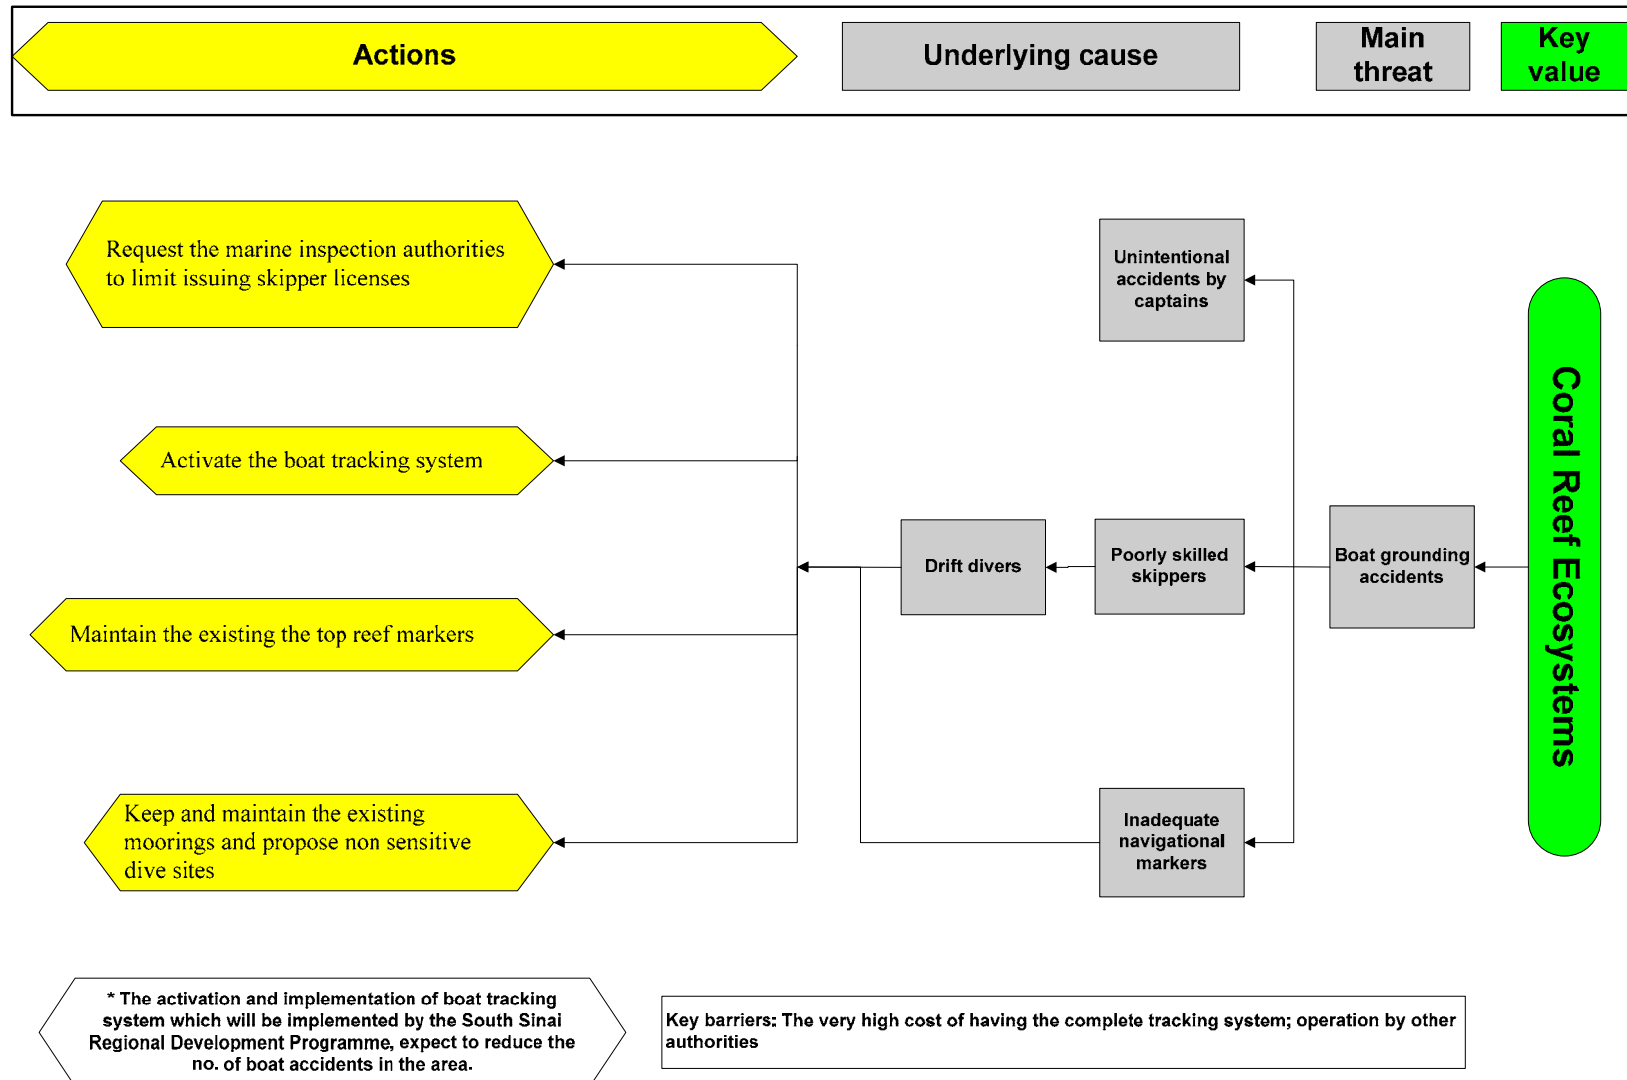 Actions
Underlying cause
Main
threat
Key
value
Request the marine inspection authorities
to limit issuing skipper licenses
Activate the boat tracking system
Maintain the existing the top reef markers
Keep and maintain the existing
moorings and propose non sensitive
dive sites
Drift divers
Unintentional
accidents by
captains
Poorly skilled
skippers
Inadequate
navigational
markers
Boat grounding
accidents
Coral Reef Ecosystems
* The activation and implementation of boat tracking
system which will be implemented by the South Sinai
Regional Development Programme, expect to reduce the
no. of boat accidents in the area.
Key barriers: The very high cost of having the complete tracking system; operation by other
authorities